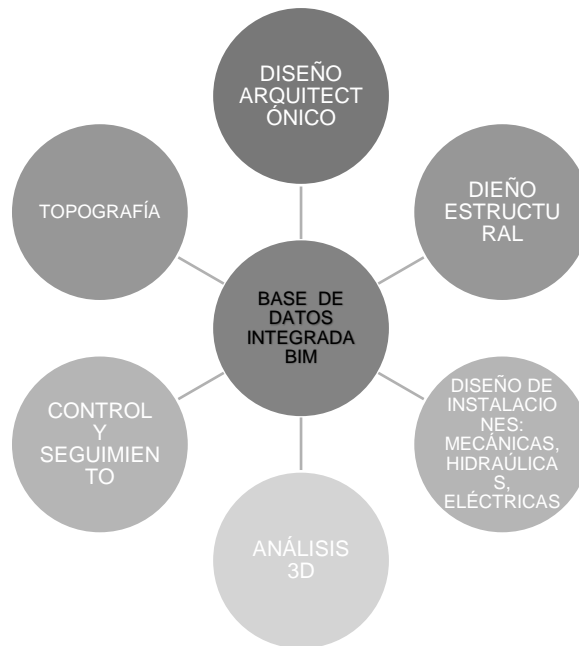 DISEÑO
ARQUITECT
ÓNICO
DIEÑO
ESTRUCTU
RAL
TOPOGRAFÍA
BASE DE
DATOS
INTEGRADA
BIM
CONTROL
Y
SEGUIMIEN
TO
DISEÑO DE
INSTALACIO
NES:
MECÁNICAS,
HIDRAÚLICA
S,
ELÉCTRICAS
ANÁLISIS
3D